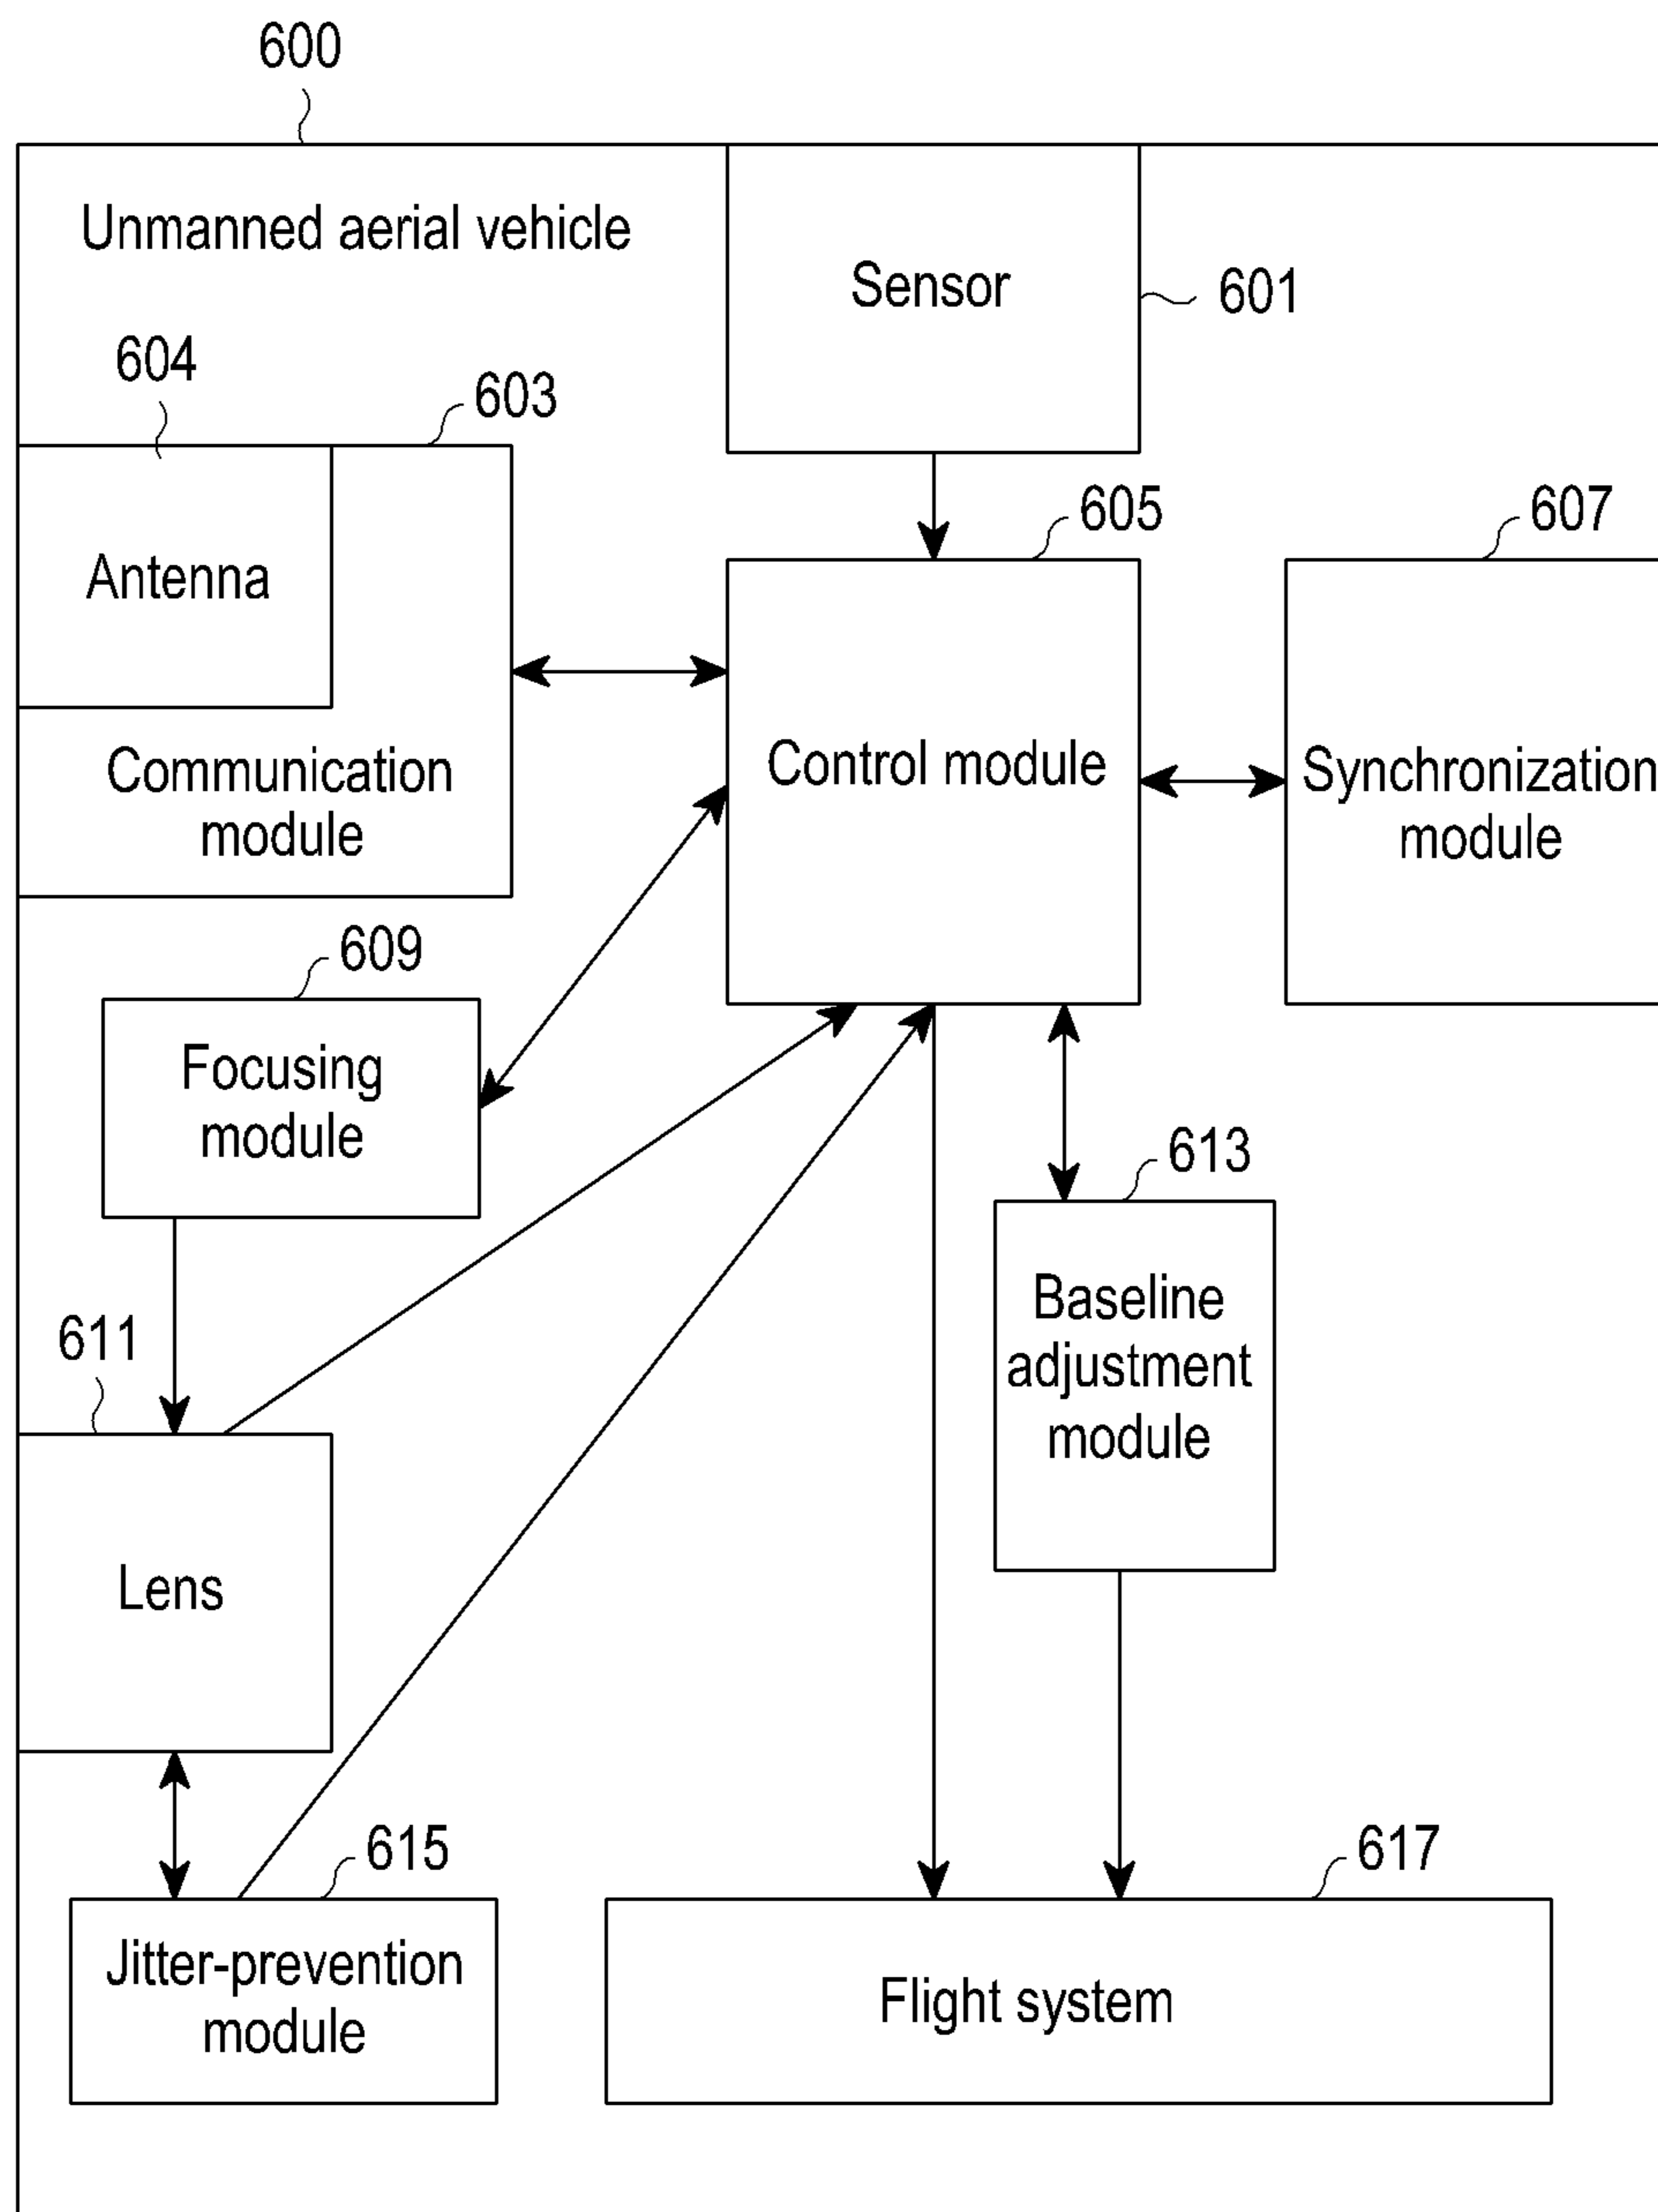 600
Unmanned aerial vehicle
Sensor
601
604
603
Antenna
Communication
module
605
Control module
607
Synchronization
module
609
Focusing
module
613
Baseline
adjustment
module
611
Lens
615
Jitter-prevention
module
617
Flight system